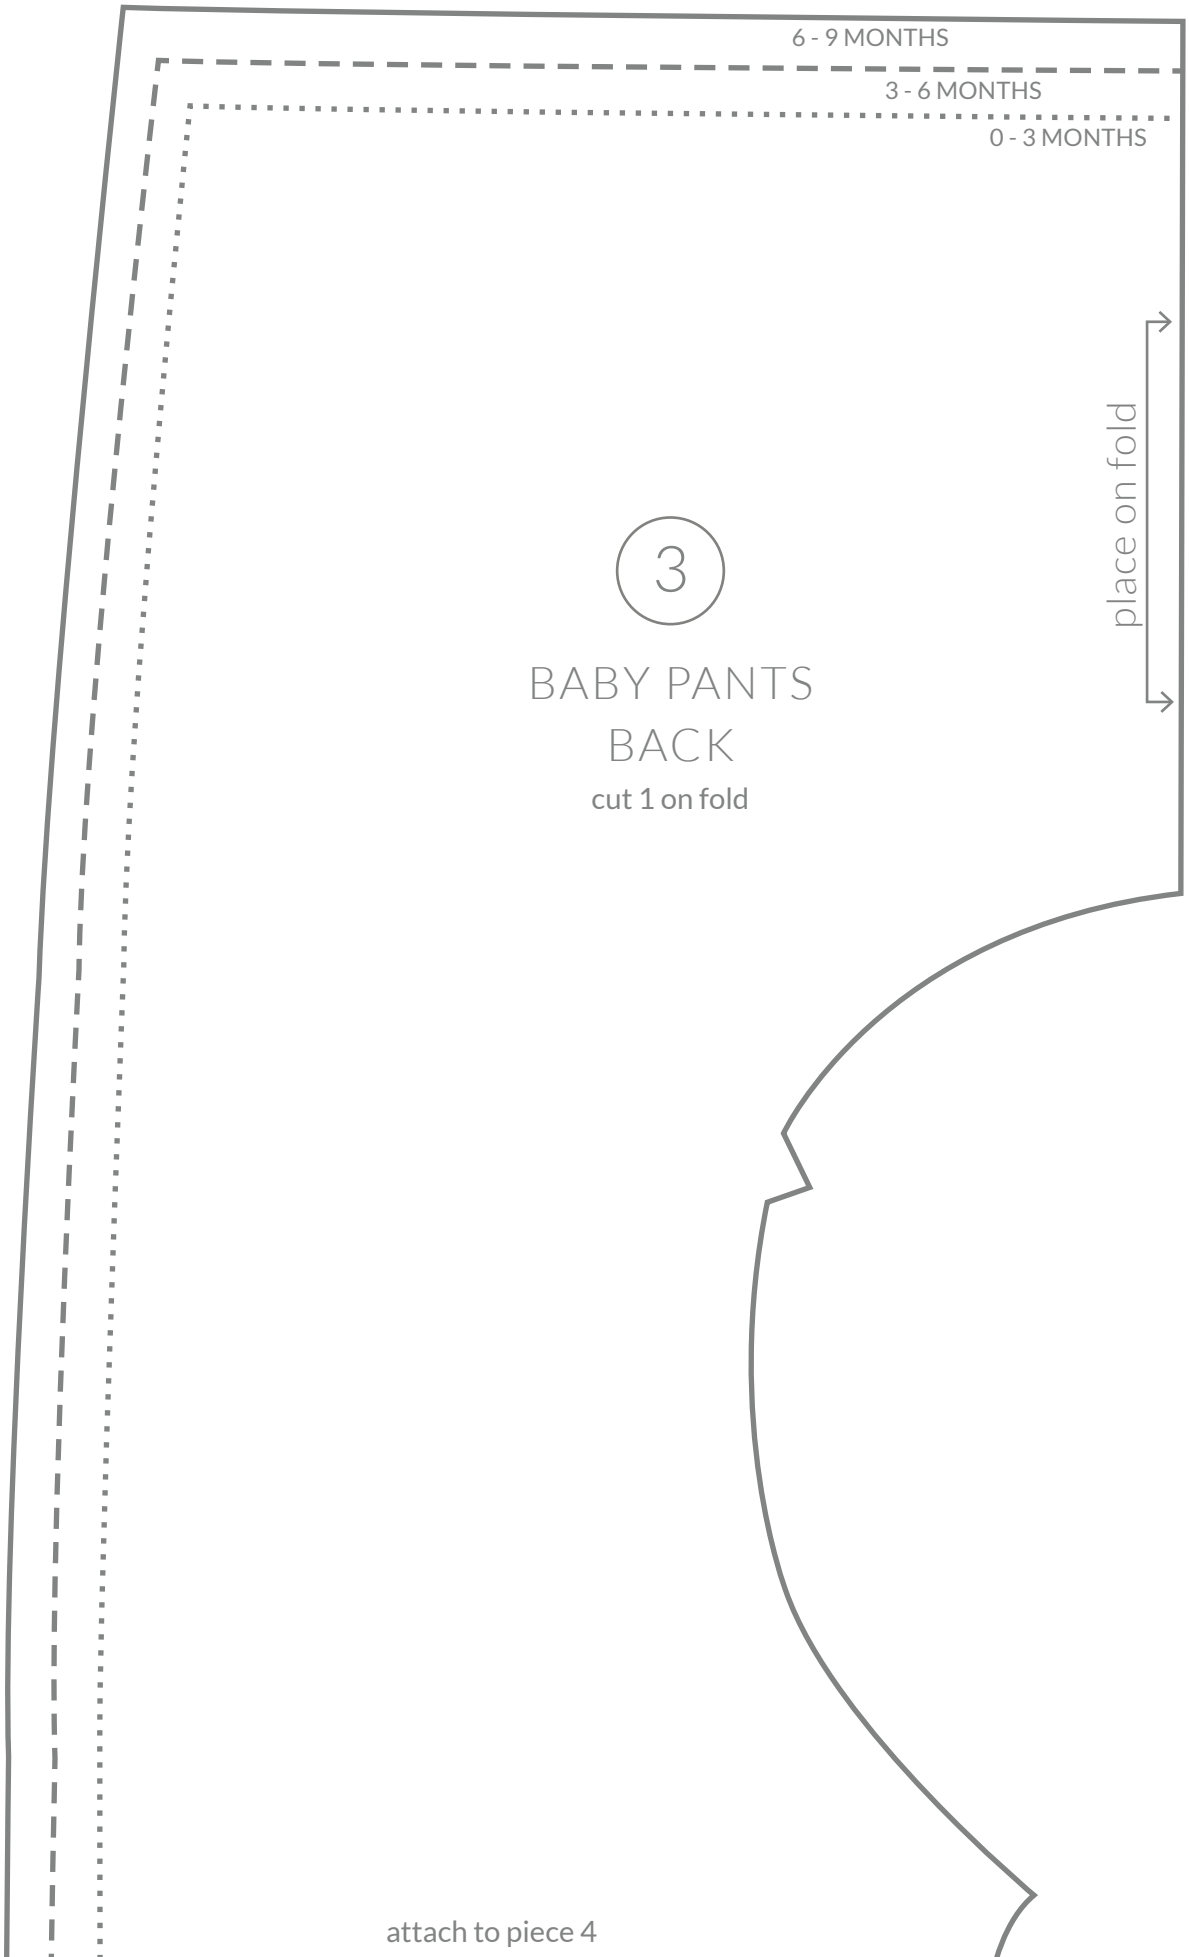 6 - 9 MONTHS
3 - 6 MONTHS
0 - 3 MONTHS
place on fold
3
BABY PANTS
BACK
cut 1 on fold
attach to piece 4